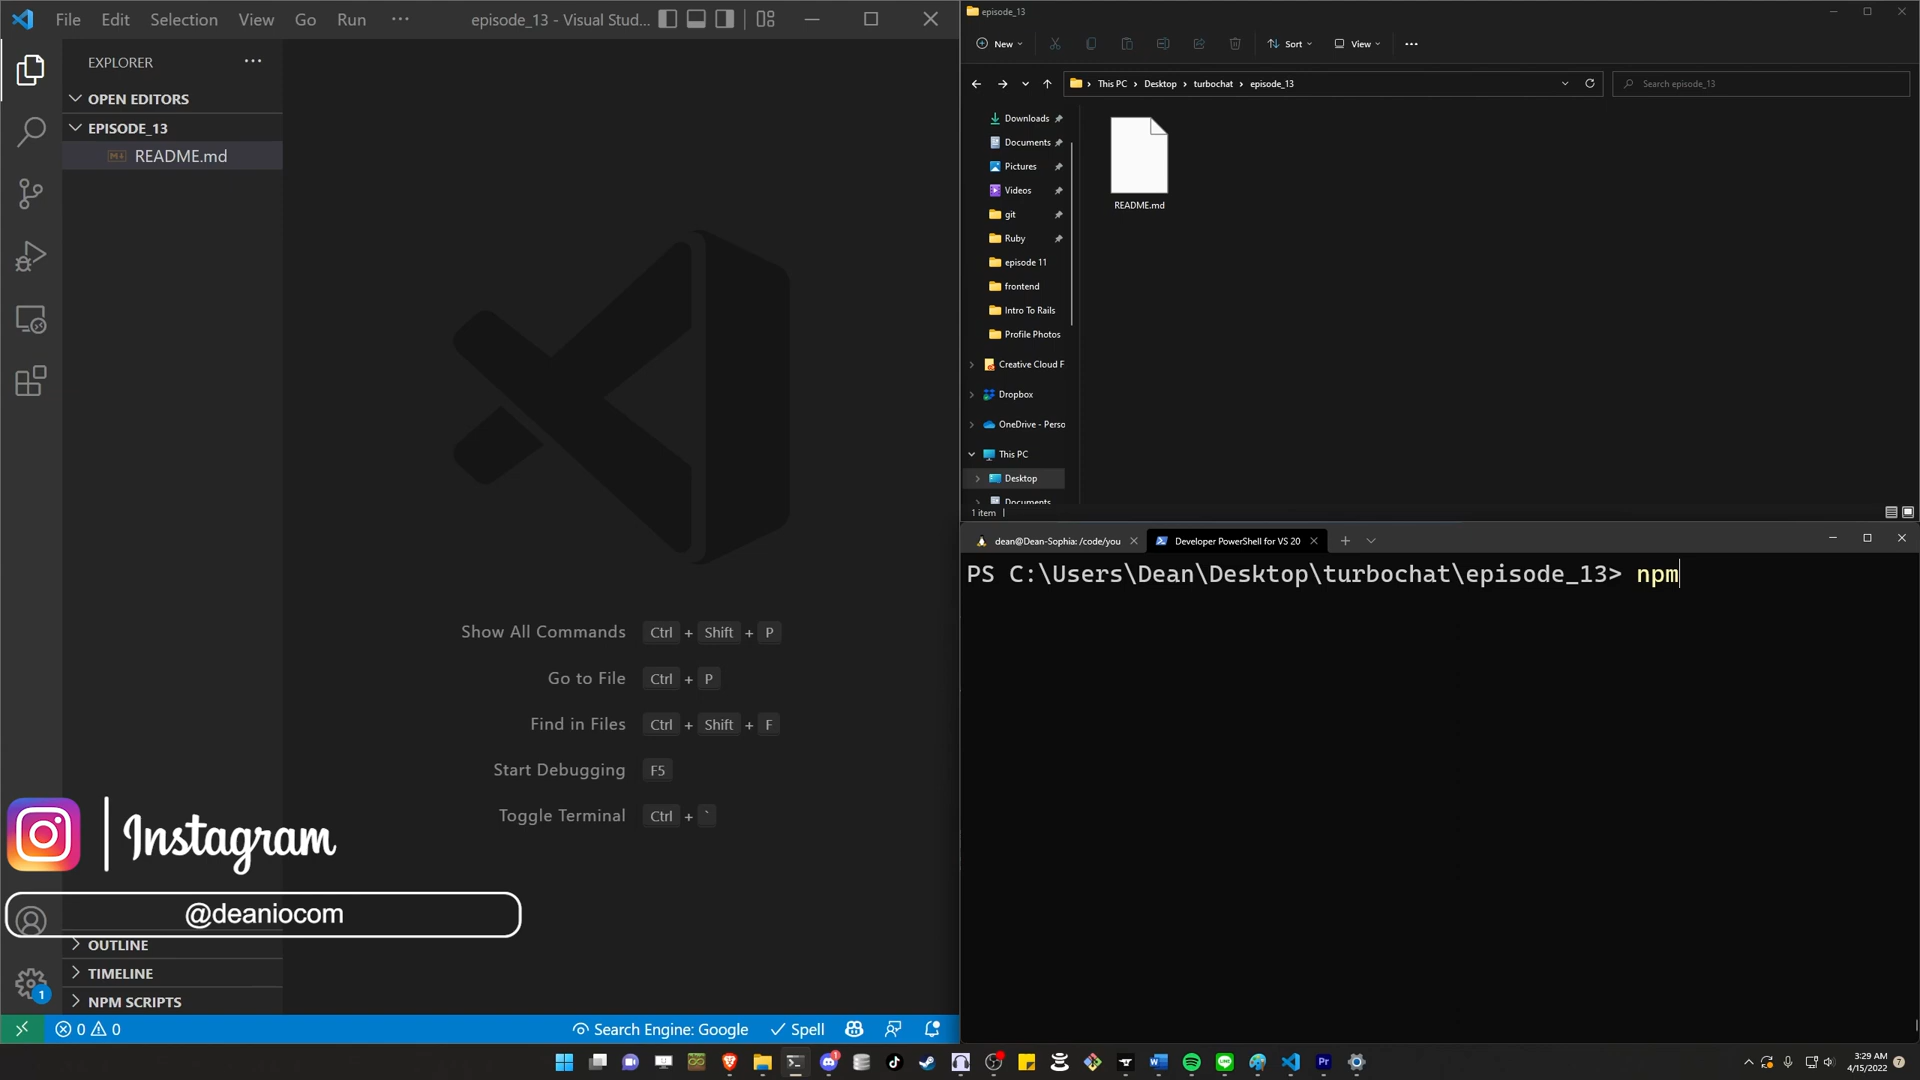 File Edit Selection View Go Run ··· episode_13 - Visual Stud...
EXPLORER
OPEN EDITORS
EPISODE_13
README.md
Show All Commands Ctrl + Shift + P
Go to File Ctrl + P
Find in Files Ctrl + Shift + F
Start Debugging F5
Toggle Terminal Ctrl + `
Instagram
@deaniocom
OUTLINE
TIMELINE
NPM SCRIPTS
1
0 0 Search Engine: Google Spell
episode_13
New Sort View
This PC > Desktop > turbochat > episode_13
Search episode_13
Downloads
Documents
Pictures
Videos
git
Ruby
episode 11
frontend
Intro To Rails
Profile Photos
Creative Cloud F
Dropbox
OneDrive - Perso
This PC
Desktop
Documents
README.md
1 item
dean@Dean-Sophia: /code/you
Developer PowerShell for VS 20
PS C:\Users\Dean\Desktop\turbochat\episode_13> npm
3:29 AM
4/15/2022